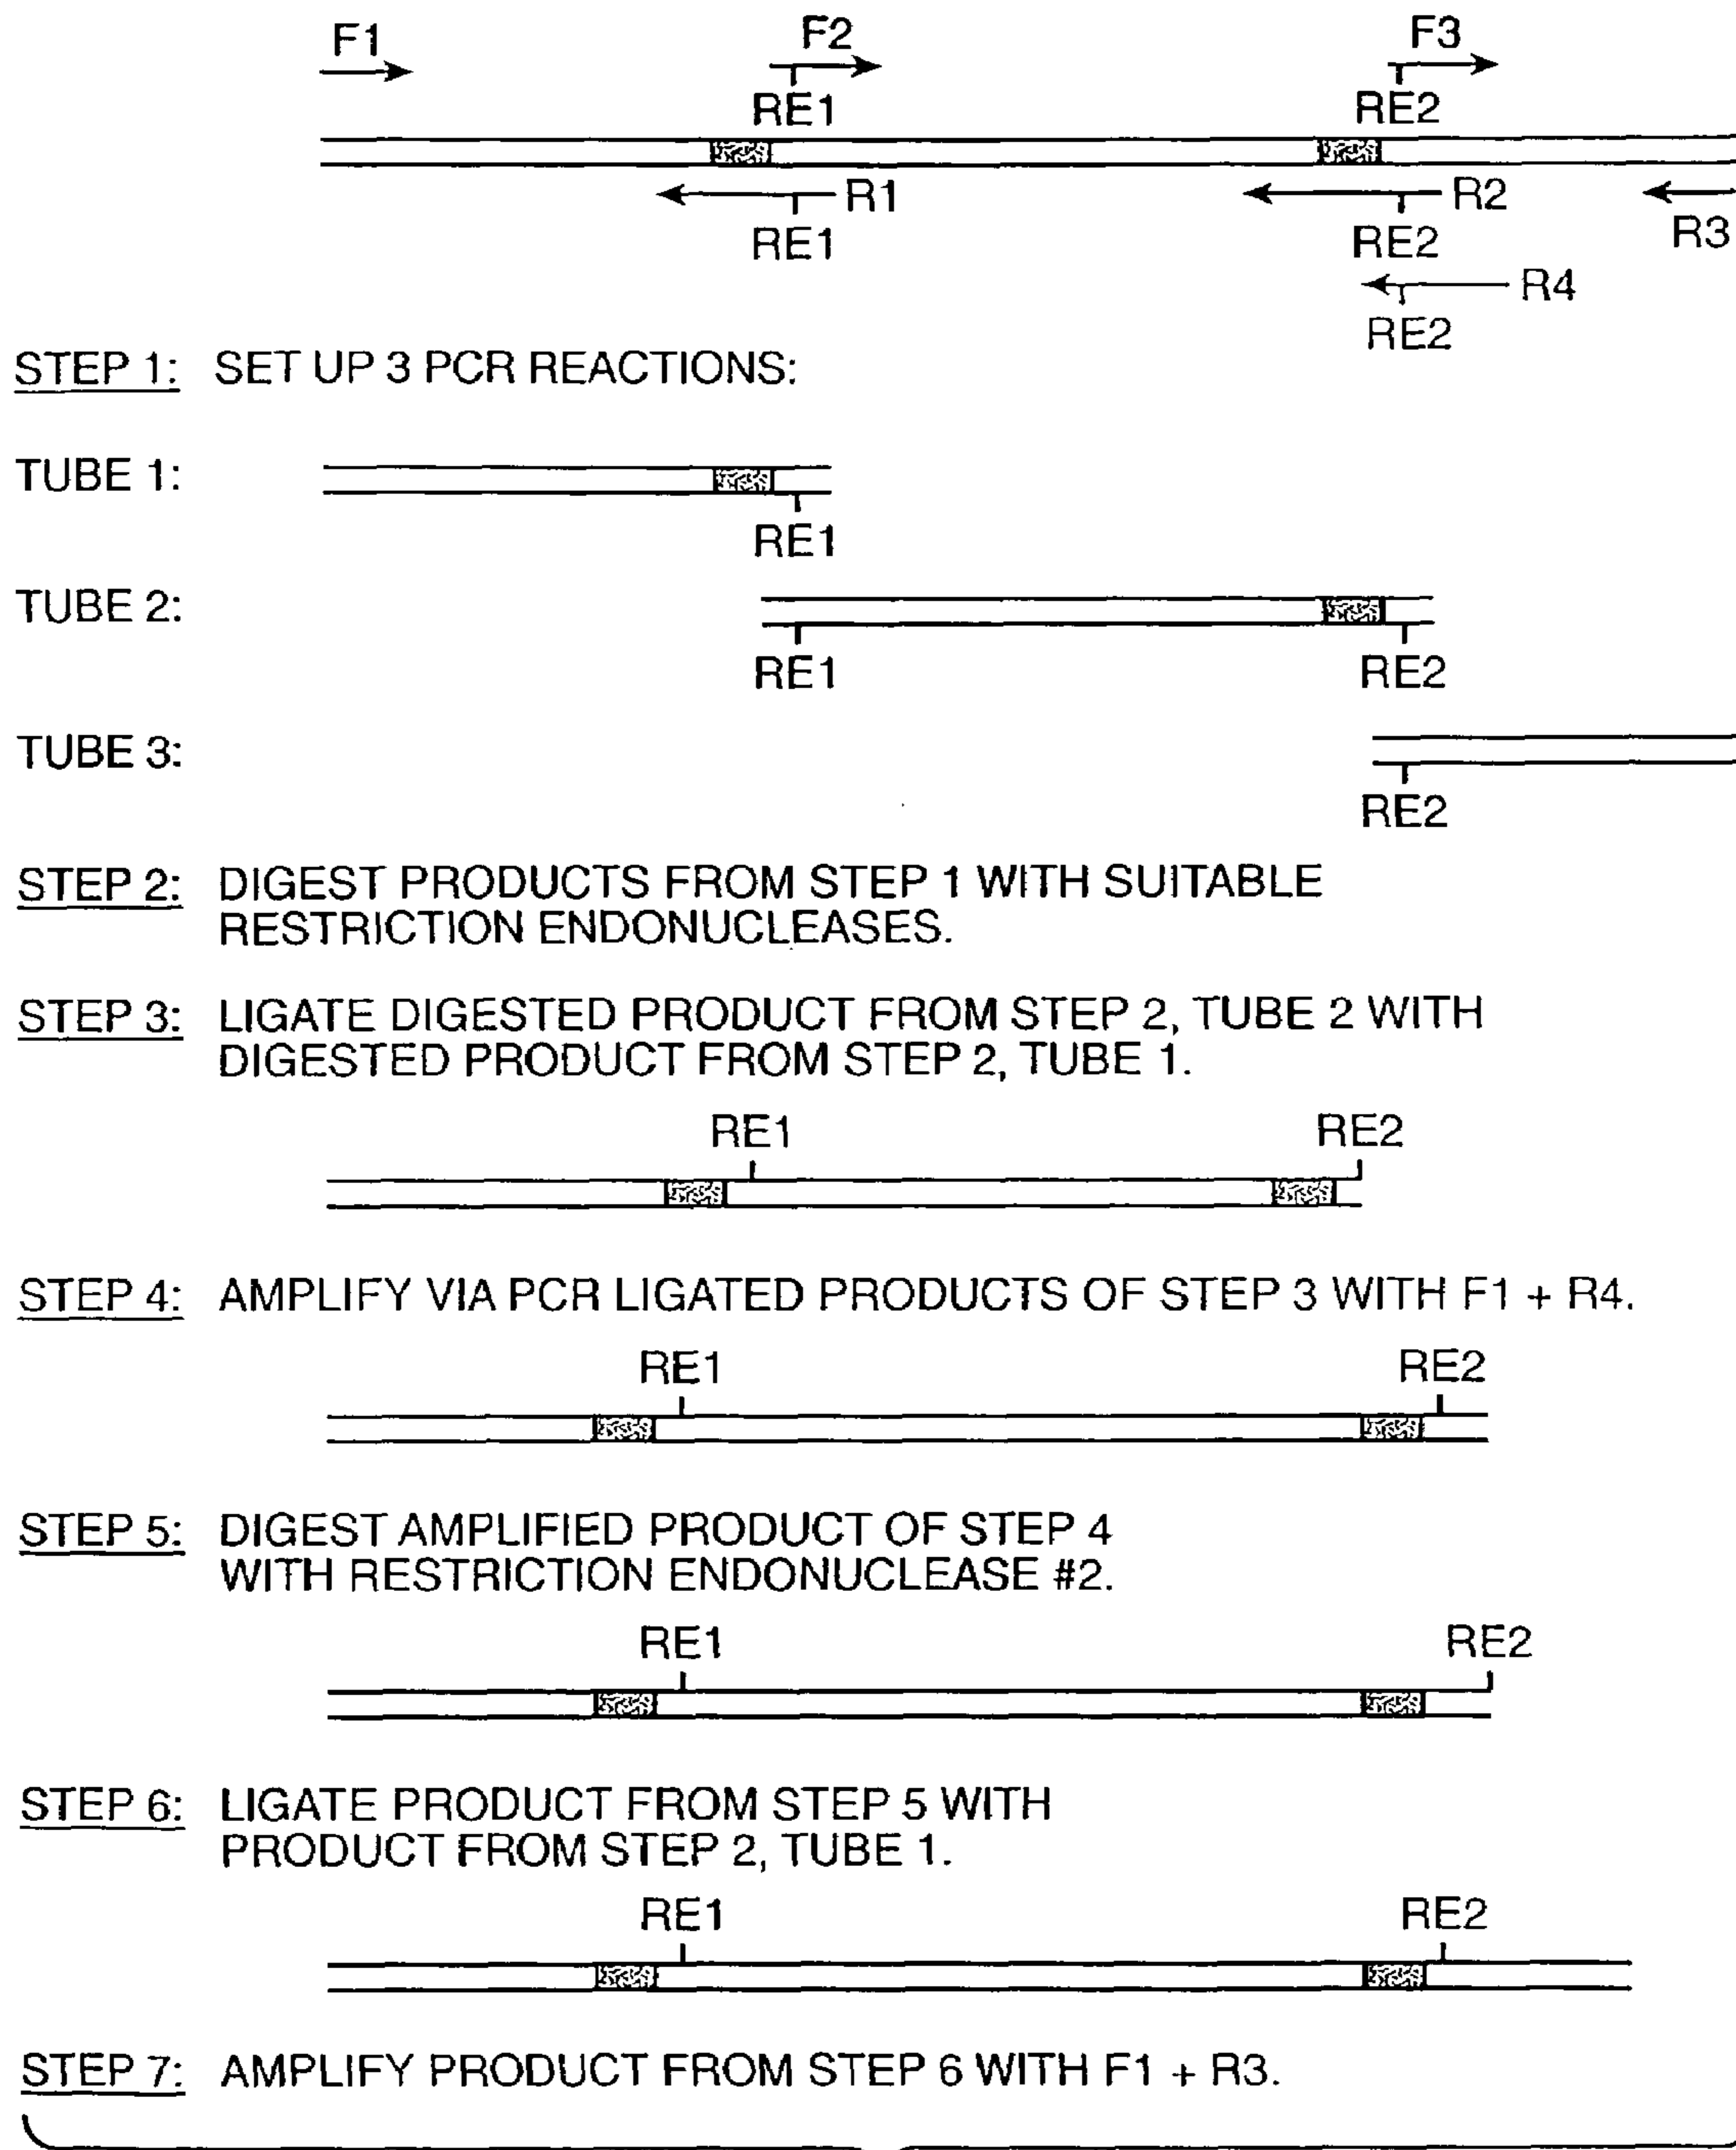 F1 F2 F3
RE1 RE2
R1 R2
RE1 RE2 R3
R4
RE2
STEP 1: SET UP 3 PCR REACTIONS:
TUBE 1:
RE1
TUBE 2:
RE1 RE2
TUBE 3:
RE2
STEP 2: DIGEST PRODUCTS FROM STEP 1 WITH SUITABLE
RESTRICTION ENDONUCLEASES.
STEP 3: LIGATE DIGESTED PRODUCT FROM STEP 2, TUBE 2 WITH
DIGESTED PRODUCT FROM STEP 2, TUBE 1.
RE1 RE2
STEP 4: AMPLIFY VIA PCR LIGATED PRODUCTS OF STEP 3 WITH F1 + R4.
RE1 RE2
STEP 5: DIGEST AMPLIFIED PRODUCT OF STEP 4
WITH RESTRICTION ENDONUCLEASE #2.
RE1 RE2
STEP 6: LIGATE PRODUCT FROM STEP 5 WITH
PRODUCT FROM STEP 2, TUBE 1.
RE1 RE2
STEP 7: AMPLIFY PRODUCT FROM STEP 6 WITH F1 + R3.